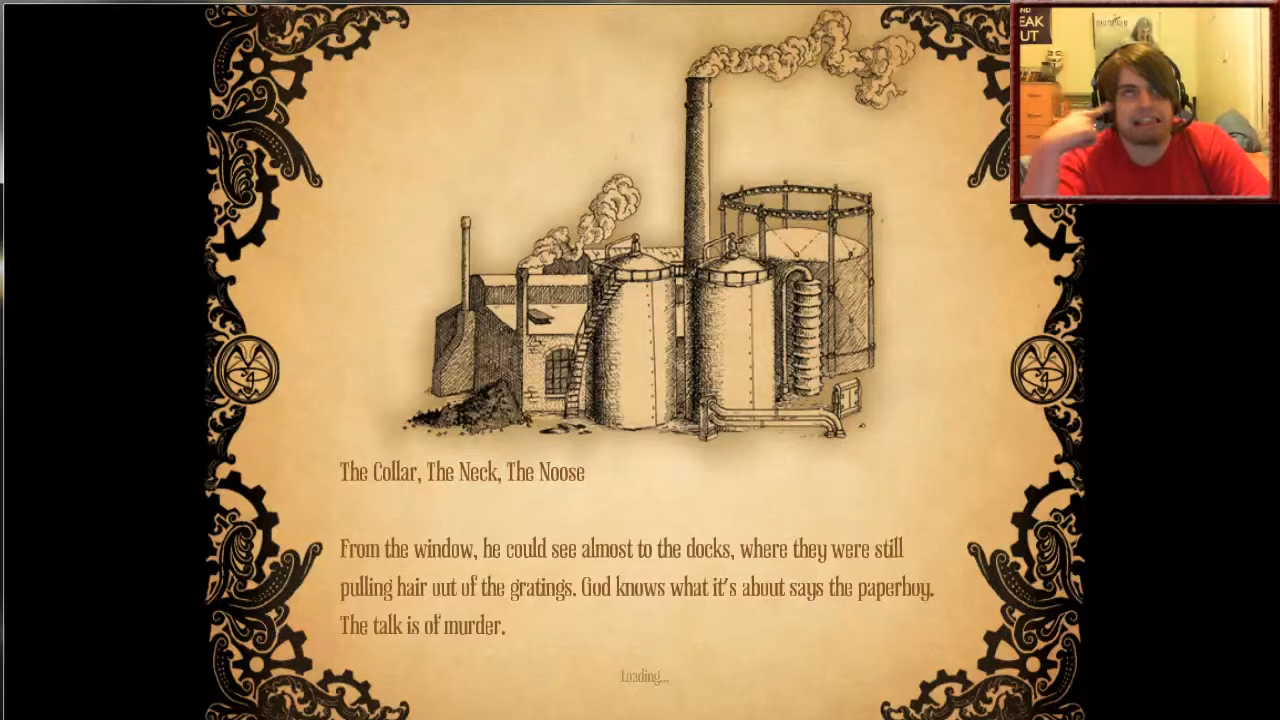 EAK
UT
The Collar, The Neck, The Noose
From the window, he could see almost to the docks, where they were still
pulling hair out of the gratings. God knows what it's about says the paperboy.
The talk is of murder.
Loading...